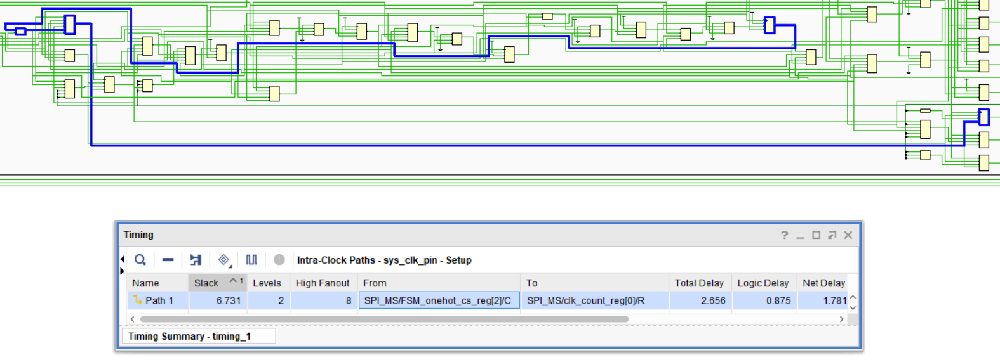 Timing
? _ □ ↗ ×
Intra-Clock Paths - sys_clk_pin - Setup
Name Slack ^1 Levels High Fanout From To Total Delay Logic Delay Net Delay
Path 1 6.731 2 8 SPI_MS/FSM_onehot_cs_reg[2]/C SPI_MS/clk_count_reg[0]/R 2.656 0.875 1.781
Timing Summary - timing_1